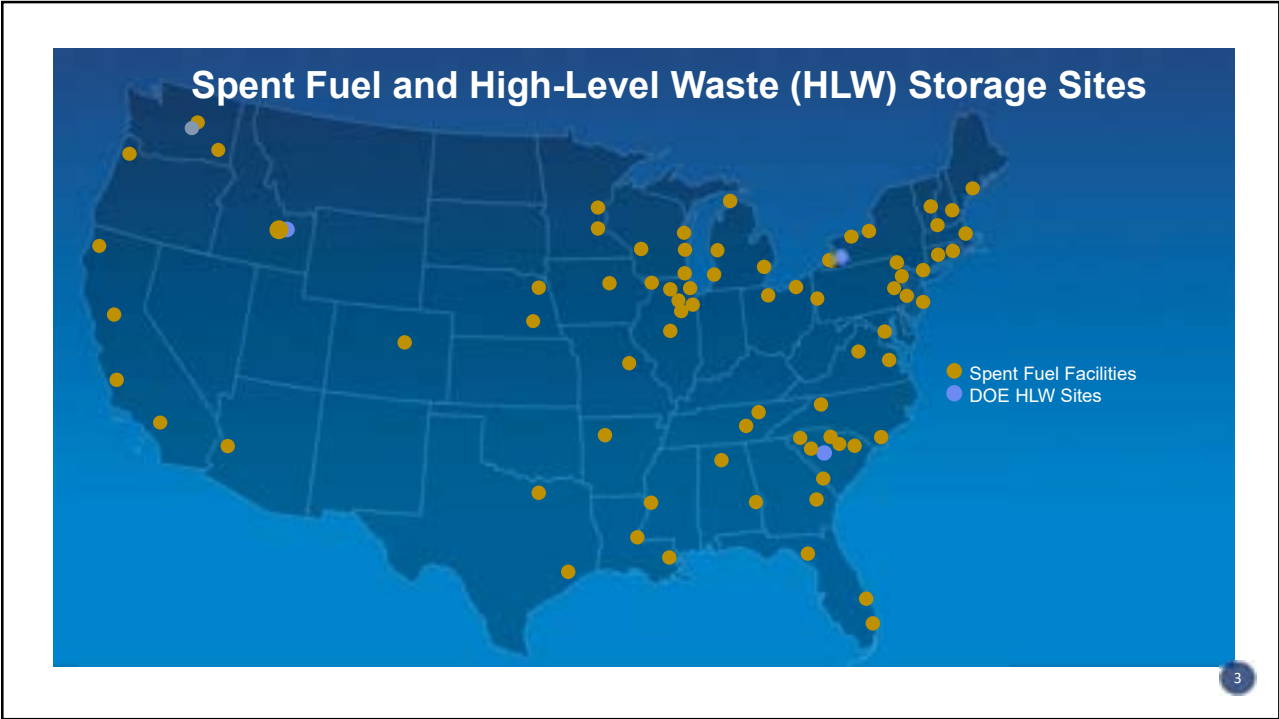 Spent Fuel and High-Level Waste (HLW) Storage Sites
Spent Fuel Facilities
DOE HLW Sites
3